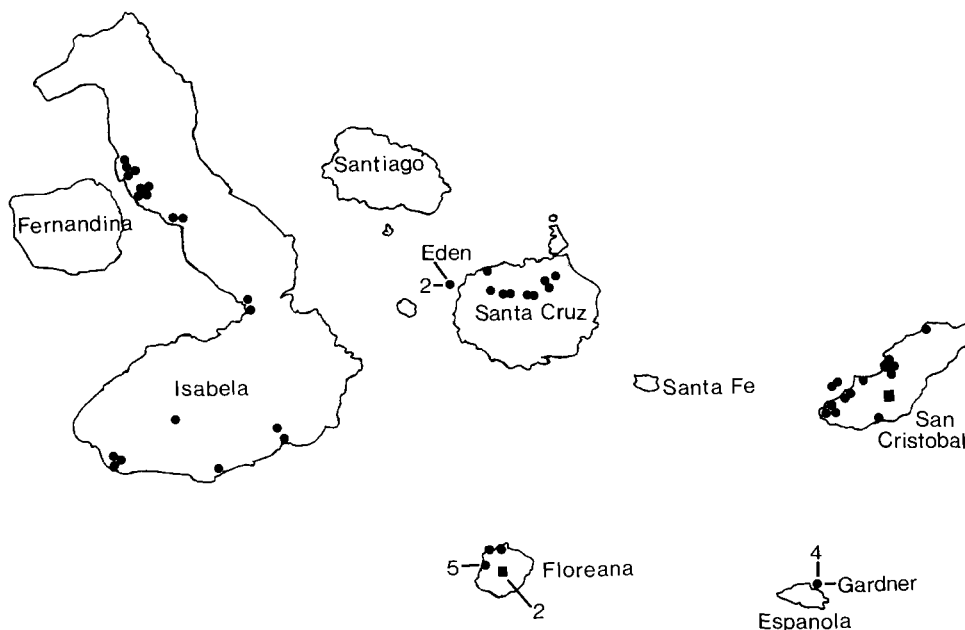 Santiago
Fernandina
Eden
2
Santa Cruz
Isabela
Santa Fe
San
Cristobal
4
5
Floreana
Gardner
2
Espanola